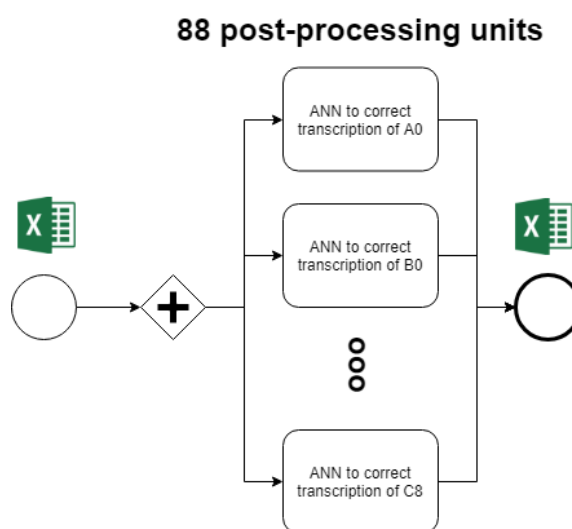 88 post-processing units
ANN to correct
transcription of A0
X
X
ANN to correct
transcription of B0
ANN to correct
transcription of C8